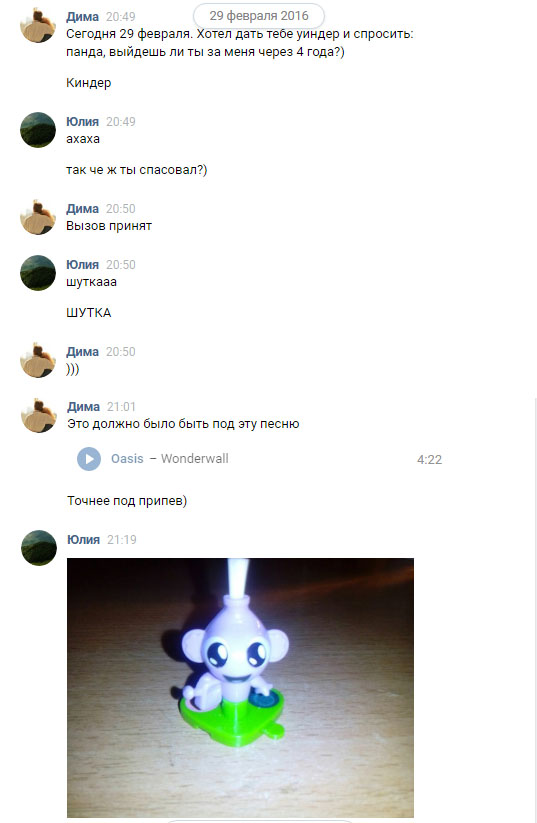 29 февраля 2016
Дима 20:49
Сегодня 29 февраля. Хотел дать тебе уиндер и спросить:
панда, выйдешь ли ты за меня через 4 года?)
Киндер
Юлия 20:49
ахаха
так че ж ты спасовал?)
Дима 20:50
Вызов принят
Юлия 20:50
шуткааа
ШУТКА
Дима 20:50
)))
Дима 21:01
Это должно было быть под эту песню
Oasis – Wonderwall 4:22
Точнее под припев)
Юлия 21:19